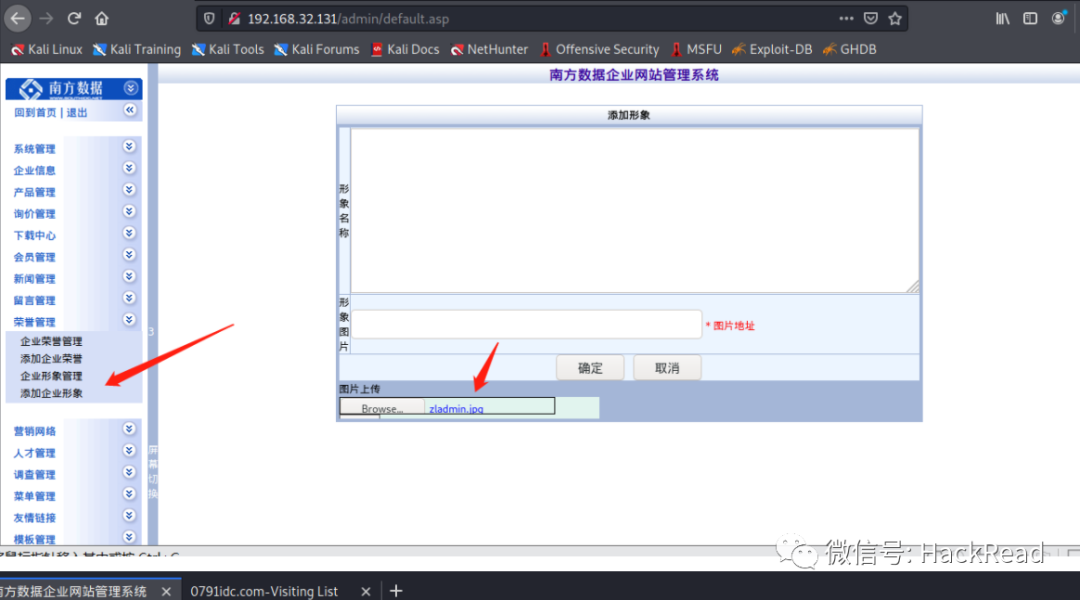 192.168.32.131/admin/default.asp
Kali Linux Kali Training Kali Tools Kali Forums Kali Docs NetHunter Offensive Security MSFU Exploit-DB GHDB
南方数据
回到首页 | 退出
系统管理
企业信息
产品管理
询价管理
下载中心
会员管理
新闻管理
留言管理
荣誉管理
企业荣誉管理
添加企业荣誉
企业形象管理
添加企业形象
营销网络
人才管理
调查管理
菜单管理
友情链接
模板管理
3
屏幕切换
南方数据企业网站管理系统
添加形象
形象名称
形象图片
* 图片地址
确定 取消
图片上传
Browse... zladmin.jpg
微信号: HackRead
方数据企业网站管理系统 0791idc.com-Visiting List